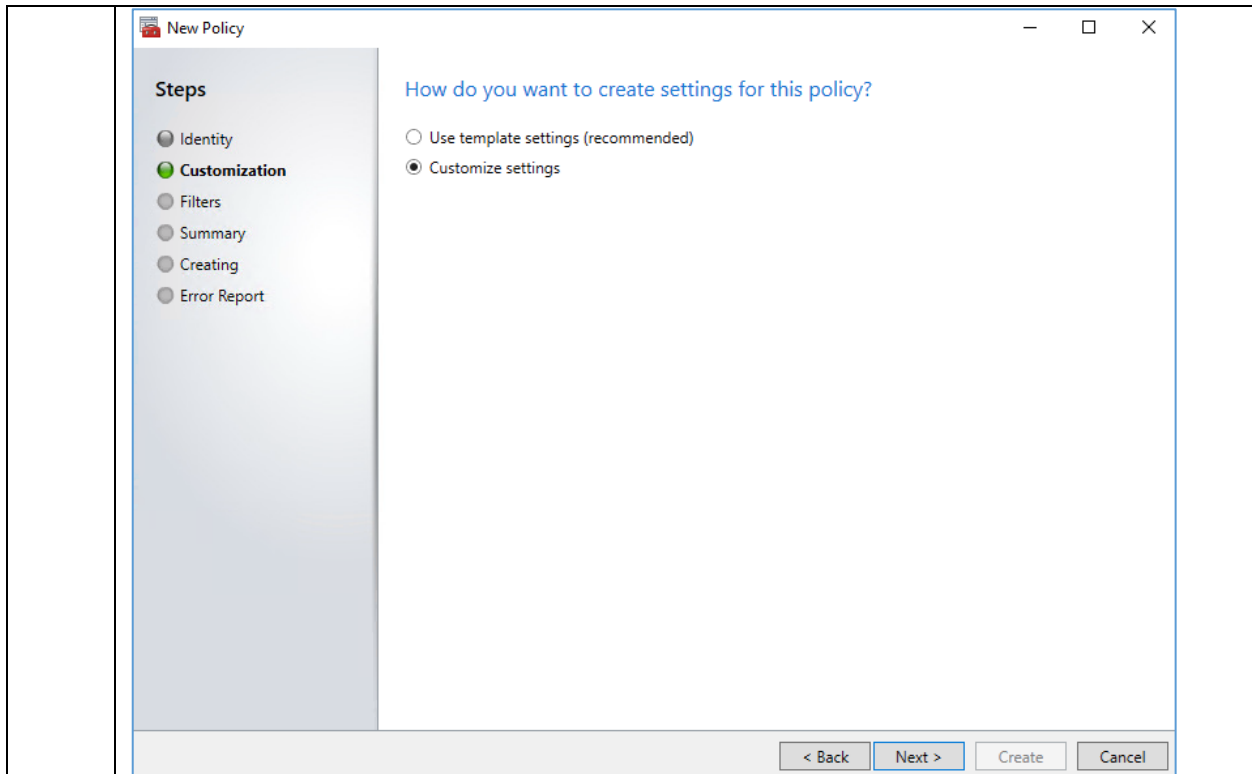 New Policy
Steps
Identity
Customization
Filters
Summary
Creating
Error Report
How do you want to create settings for this policy?
Use template settings (recommended)
Customize settings
< Back
Next >
Create
Cancel